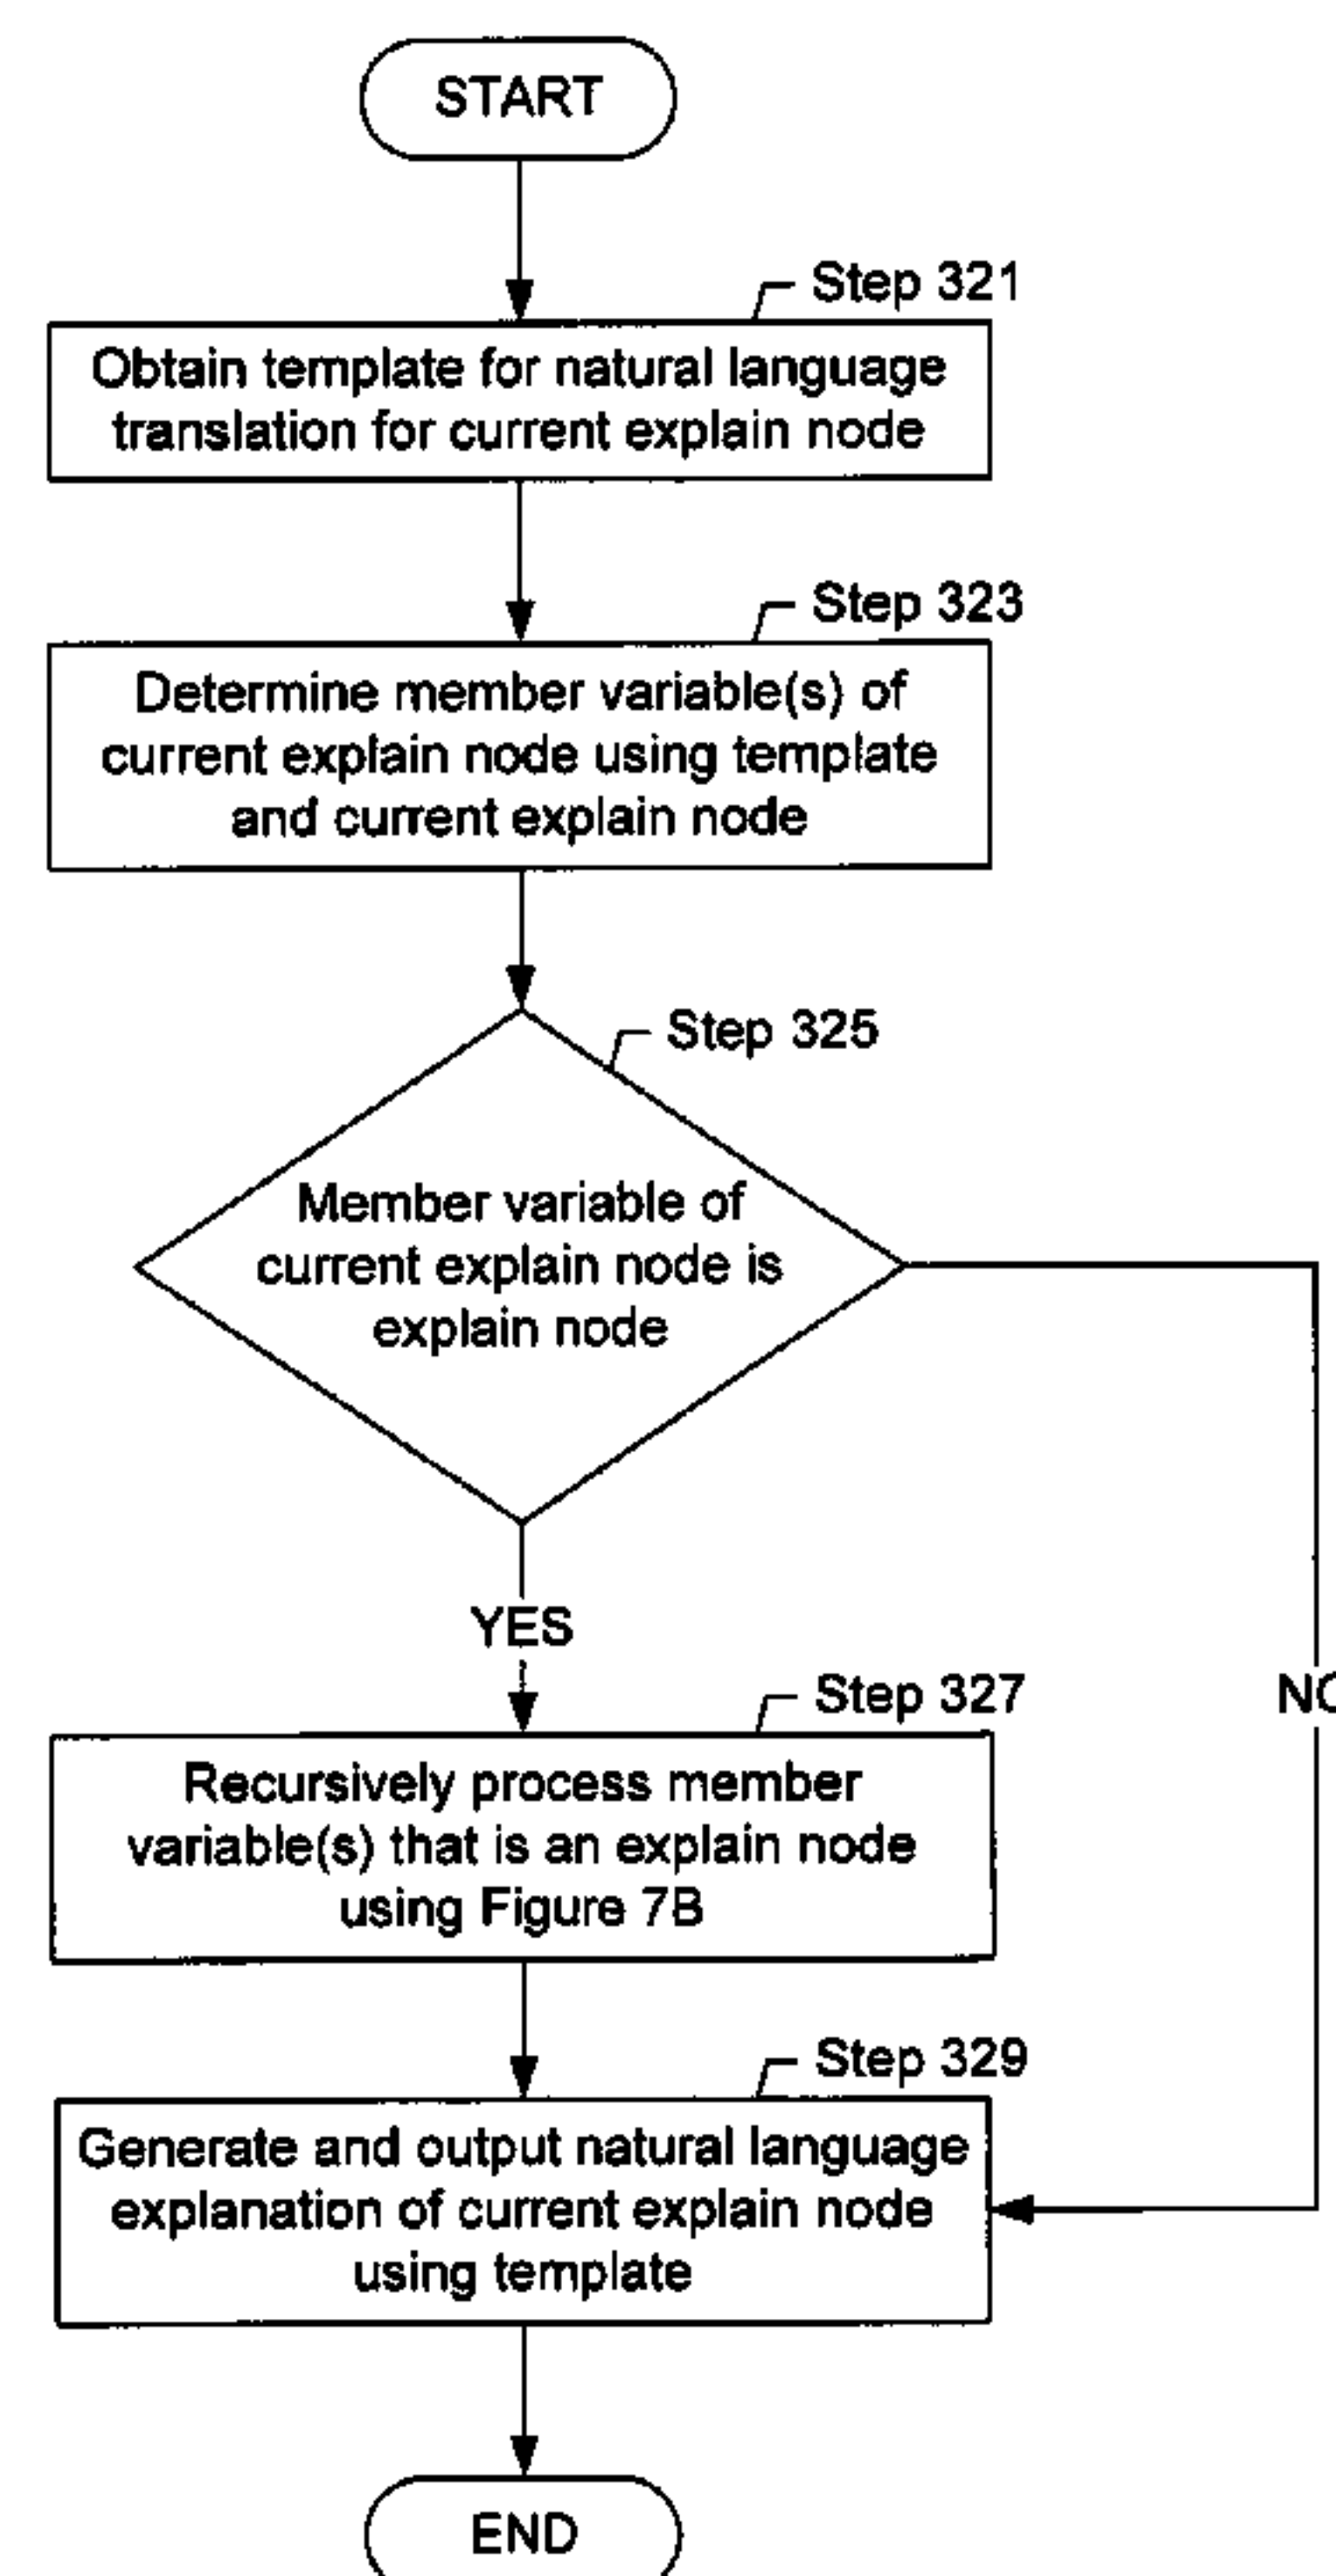 START
Step 321
Obtain template for natural language
translation for current explain node
Step 323
Determine member variable(s) of
current explain node using template
and current explain node
Step 325
Member variable of
current explain node is
explain node
YES
NO
Step 327
Recursively process member
variable(s) that is an explain node
using Figure 7B
Step 329
Generate and output natural language
explanation of current explain node
using template
END